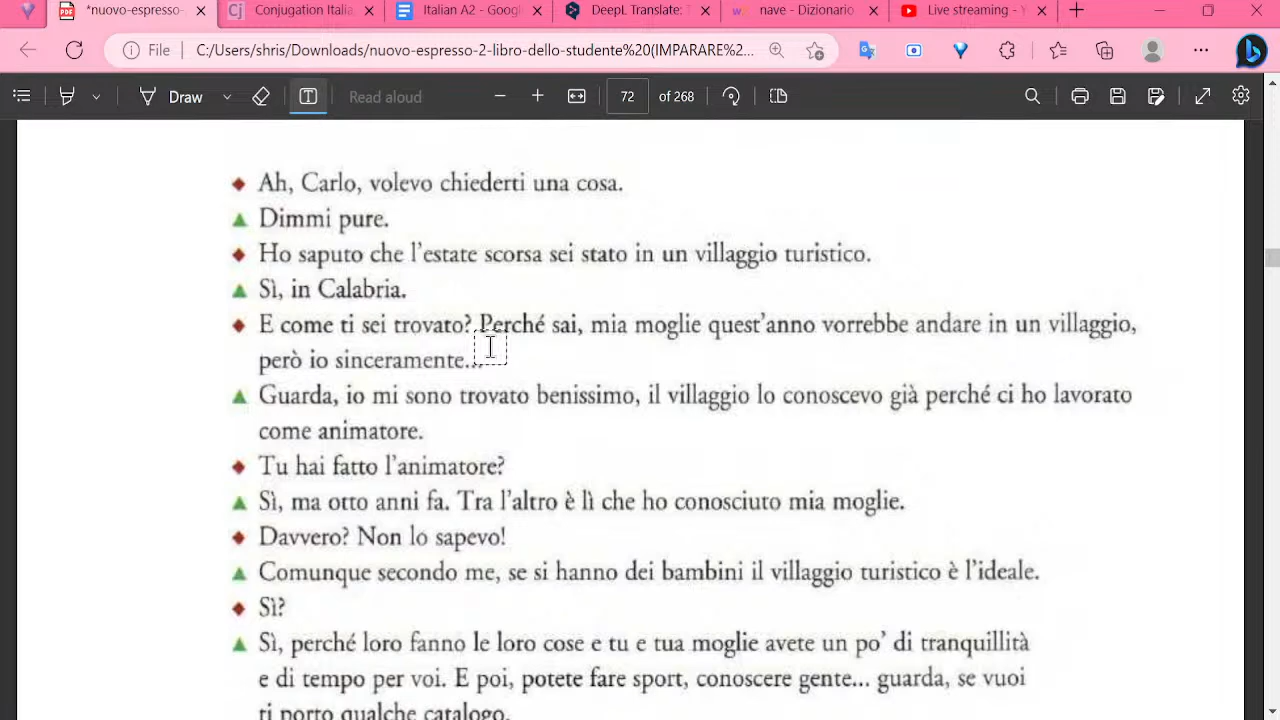 *nuovo-espresso-
Conjugation Italia
Italian A2 - Goog
DeepL Translate: T
nave - Dizionario
Live streaming - Y
File
C:/Users/shris/Downloads/nuovo-espresso-2-libro-dello-studente%20(IMPARARE%2...
Draw
Read aloud
72
of 268
Ah, Carlo, volevo chiederti una cosa.
Dimmi pure.
Ho saputo che l'estate scorsa sei stato in un villaggio turistico.
Sì, in Calabria.
E come ti sei trovato? Perché sai, mia moglie quest'anno vorrebbe andare in un villaggio,
però io sinceramente...
Guarda, io mi sono trovato benissimo, il villaggio lo conoscevo già perché ci ho lavorato
come animatore.
Tu hai fatto l'animatore?
Sì, ma otto anni fa. Tra l'altro è lì che ho conosciuto mia moglie.
Davvero? Non lo sapevo!
Comunque secondo me, se si hanno dei bambini il villaggio turistico è l'ideale.
Sì?
Sì, perché loro fanno le loro cose e tu e tua moglie avete un po' di tranquillità
e di tempo per voi. E poi, potete fare sport, conoscere gente... guarda, se vuoi
ti porto qualche catalogo.